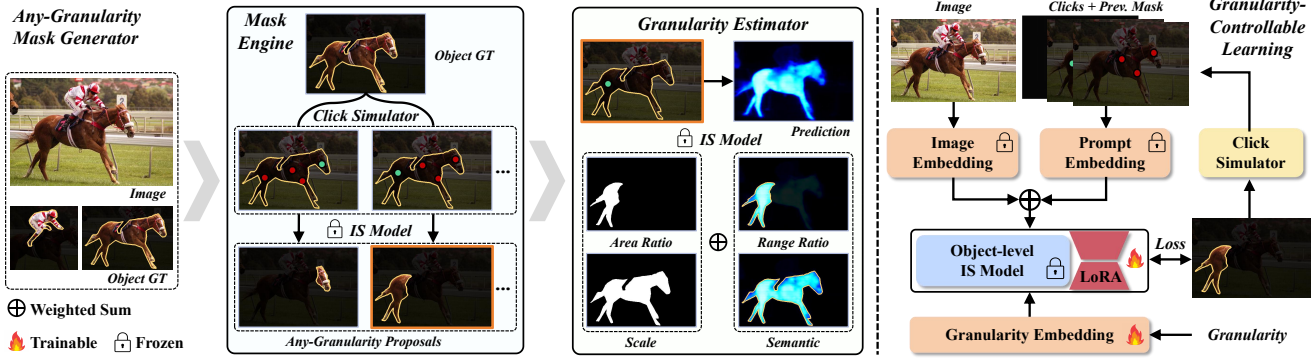 Any-Granularity
Mask Generator
Image
Object GT
Weighted Sum
Trainable
Frozen
Mask
Engine
Object GT
Click Simulator
...
IS Model
...
Any-Granularity Proposals
Granularity Estimator
Prediction
IS Model
Area Ratio
Range Ratio
Scale
Semantic
Image
Clicks + Prev. Mask
Granularity-
Controllable
Learning
Image
Embedding
Prompt
Embedding
Click
Simulator
Object-level
IS Model
LoRA
Loss
Granularity Embedding
Granularity